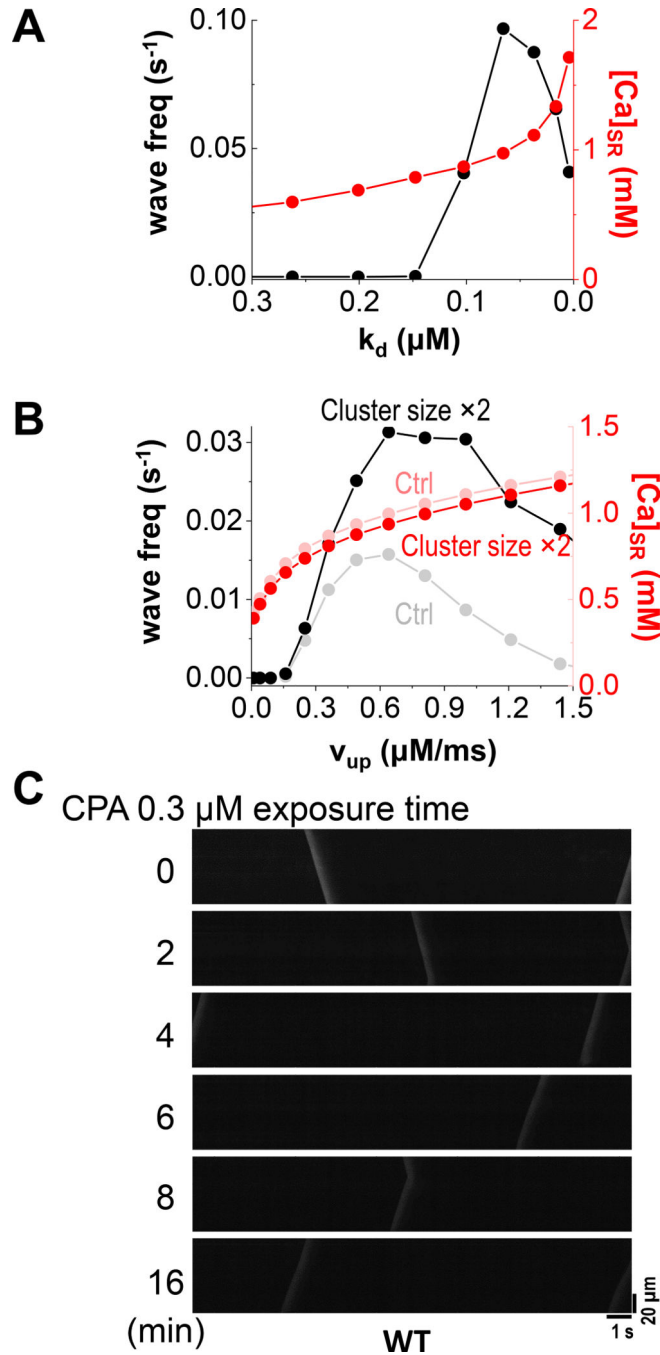 A
0.10
0.05
0.00
wave freq (s⁻¹)
2
1
0
[Ca]SR (mM)
0.3
0.2
0.1
0.0
kd (μM)
B
Cluster size ×2
0.03
0.02
0.01
0.00
wave freq (s⁻¹)
Ctrl
Cluster size ×2
Ctrl
1.5
1.0
0.5
0.0
[Ca]SR (mM)
0.0
0.3
0.6
0.9
1.2
1.5
vup (μM/ms)
C
CPA 0.3 μM exposure time
0
2
4
6
8
16
(min)
WT
1 s
20 μm